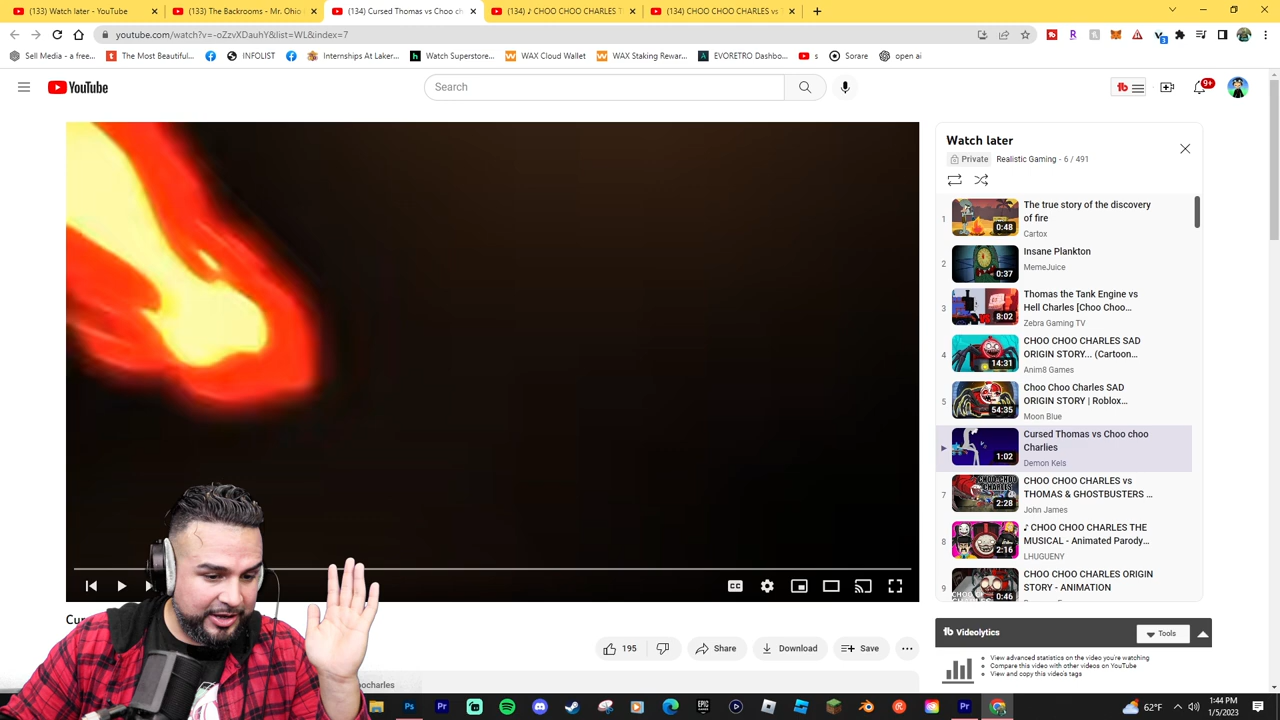 (133) Watch later - YouTube
(133) The Backrooms - Mr. Ohio
(134) Cursed Thomas vs Choo ch
(134) ♪ CHOO CHOO CHARLES T
(134) CHOO CHOO CHARLES vs
youtube.com/watch?v=-oZzvXDauhY&list=WL&index=7
Sell Media - a free...
The Most Beautiful...
INFOLIST
Internships At Laker...
Watch Superstore...
WAX Cloud Wallet
WAX Staking Rewar...
EVORETRO Dashbo...
s
Sorare
open ai
3
YouTube
Search
tb
9+
Watch later
Private Realistic Gaming - 6 / 491
1
The true story of the discovery
of fire
Cartox
0:48
2
Insane Plankton
MemeJuice
0:37
3
Thomas the Tank Engine vs
Hell Charles [Choo Choo...
Zebra Gaming TV
8:02
4
CHOO CHOO CHARLES SAD
ORIGIN STORY... (Cartoon...
Anim8 Games
14:31
5
Choo Choo Charles SAD
ORIGIN STORY | Roblox...
Moon Blue
54:35
Cursed Thomas vs Choo choo
Charlies
Demon Keis
1:02
7
CHOO CHOO CHARLES vs
THOMAS & GHOSTBUSTERS ...
John James
2:28
8
♪ CHOO CHOO CHARLES THE
MUSICAL - Animated Parody...
LHUGUENY
2:16
9
CHOO CHOO CHARLES ORIGIN
STORY - ANIMATION
0:46
CC
Cur
195
Share
Download
Save
ocharles
tb Videolytics
Tools
View advanced statistics on the video you're watching
Compare this video with other videos on YouTube
View and copy this video's tags
62°F
1:44 PM
1/5/2023